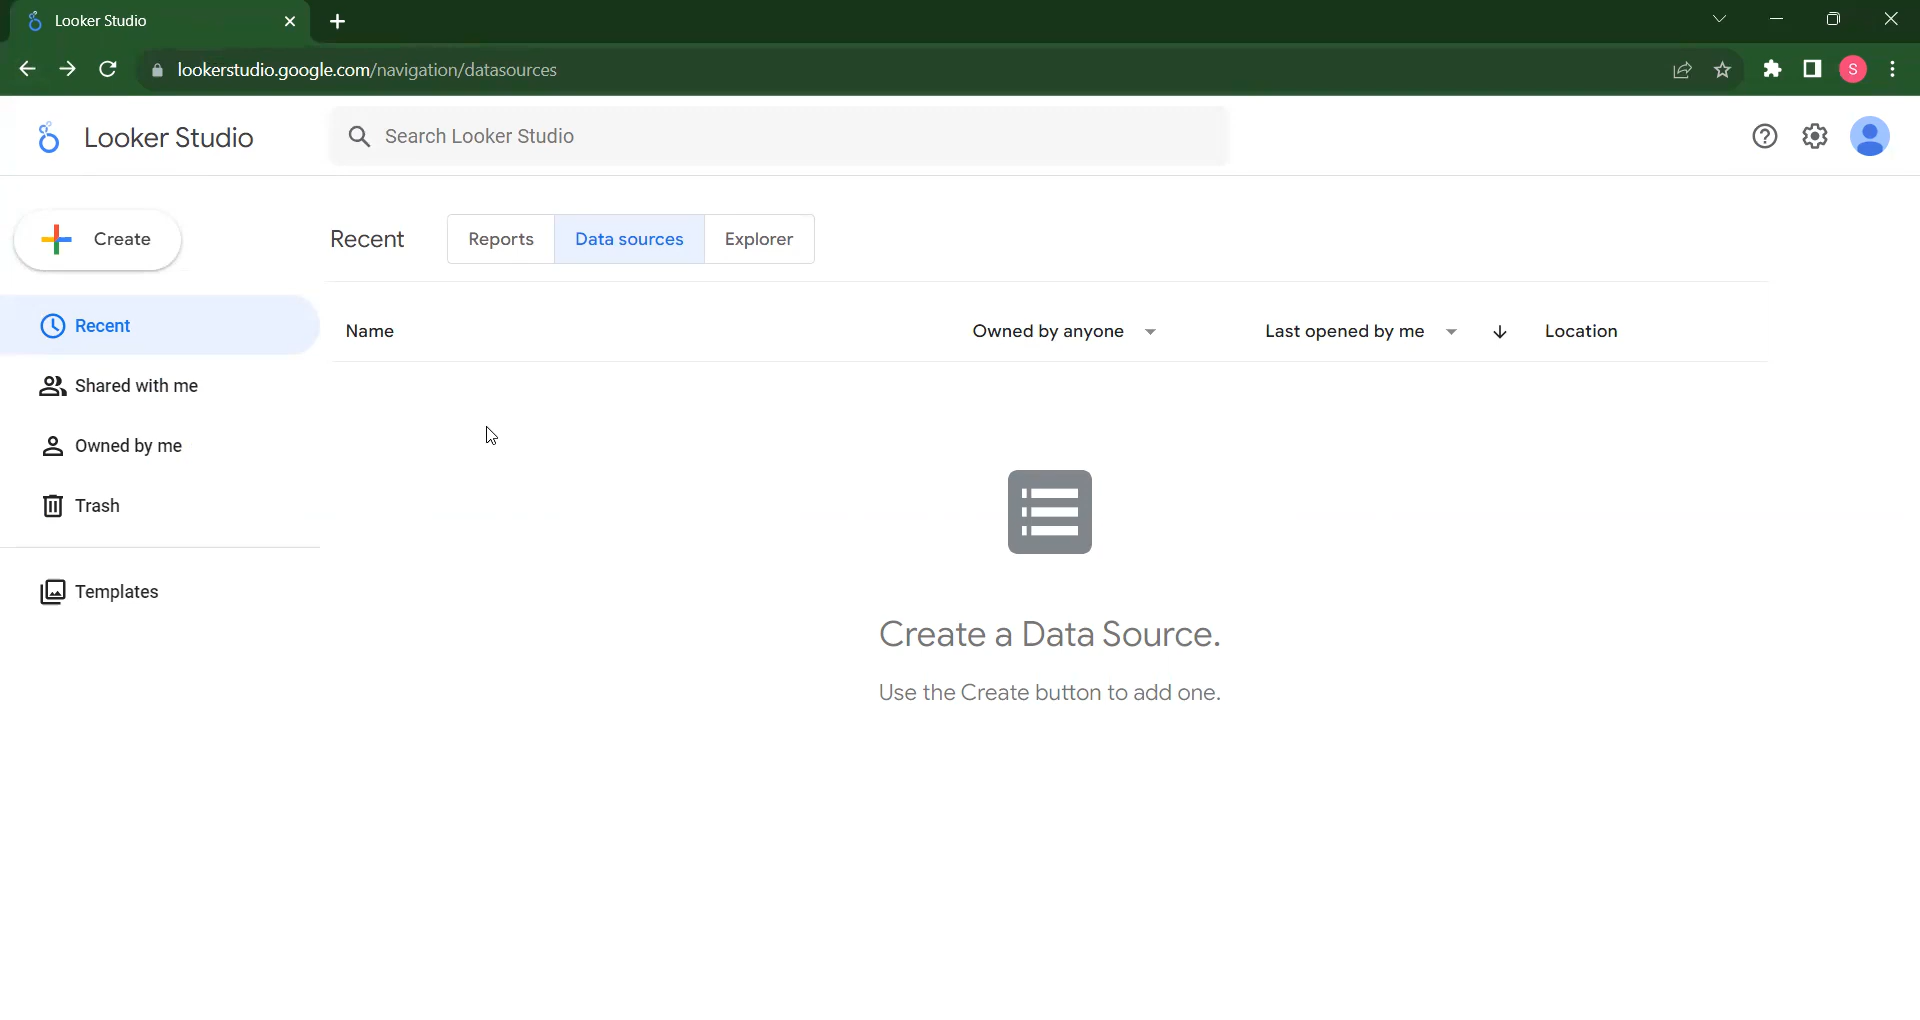 Looker Studio
lookerstudio.google.com/navigation/datasources
S
Looker Studio
Search Looker Studio
Create
Recent
Reports
Data sources
Explorer
Recent
Name
Owned by anyone
Last opened by me
Location
Shared with me
Owned by me
Trash
Templates
Create a Data Source.
Use the Create button to add one.